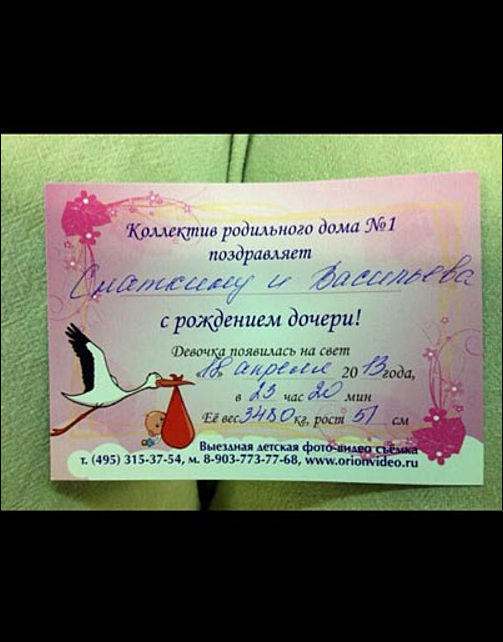 Коллектив родильного дома №1
поздравляет
Сматкину и Васильева
с рождением дочери!
Девочка появилась на свет
«18» апреля 2013 года,
в 23 час 20 мин
Её вес 3480 кг, рост 51 см
Выездная детская фото-видео съёмка
т. (495) 315-37-54, м. 8-903-773-77-68, www.orionvideo.ru